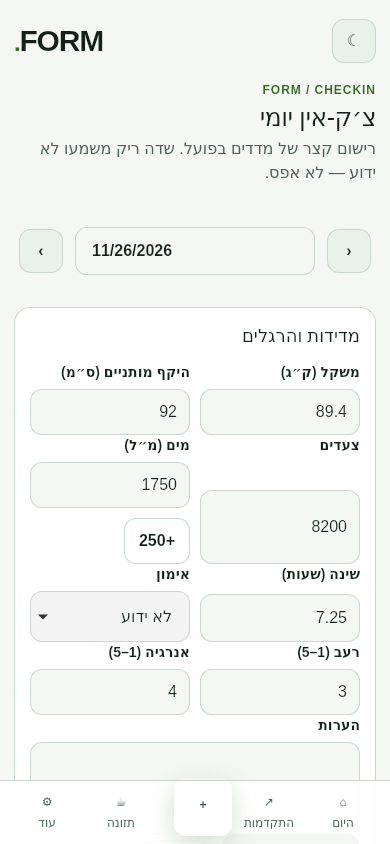 .FORM
☾
FORM / CHECKIN
צ׳ק-אין יומי
רישום קצר של מדדים בפועל. שדה ריק משמעו לא
ידוע — לא אפס.
‹ 11/26/2026 ›
מדידות והרגלים
משקל (ק״ג) היקף מותניים (ס״מ)
89.4 92
צעדים מים (מ״ל)
8200 1750
+250
שינה (שעות) אימון
7.25 לא ידוע
רעב (1–5) אנרגיה (1–5)
3 4
הערות
היום התקדמות + תזונה עוד